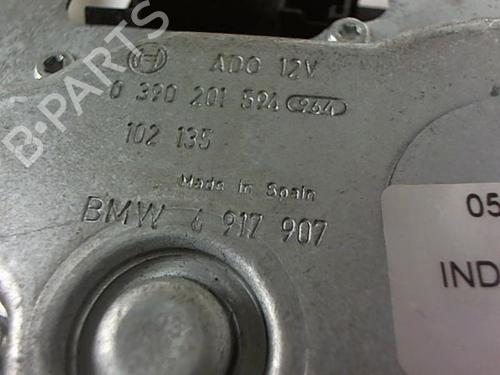 B-PARTS
ADO 12V
0 390 201 594 964
102 135
Made in Spain
BMW 6 917 907
05
IND